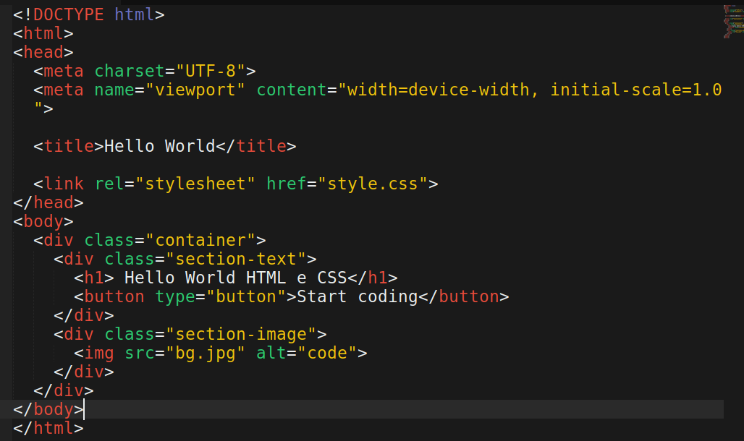 <!DOCTYPE html>
<html>
<head>
  <meta charset="UTF-8">
  <meta name="viewport" content="width=device-width, initial-scale=1.0
  ">

  <title>Hello World</title>

  <link rel="stylesheet" href="style.css">
</head>
<body>
  <div class="container">
    <div class="section-text">
      <h1> Hello World HTML e CSS</h1>
      <button type="button">Start coding</button>
    </div>
    <div class="section-image">
      <img src="bg.jpg" alt="code">
    </div>
  </div>
</body>
</html>